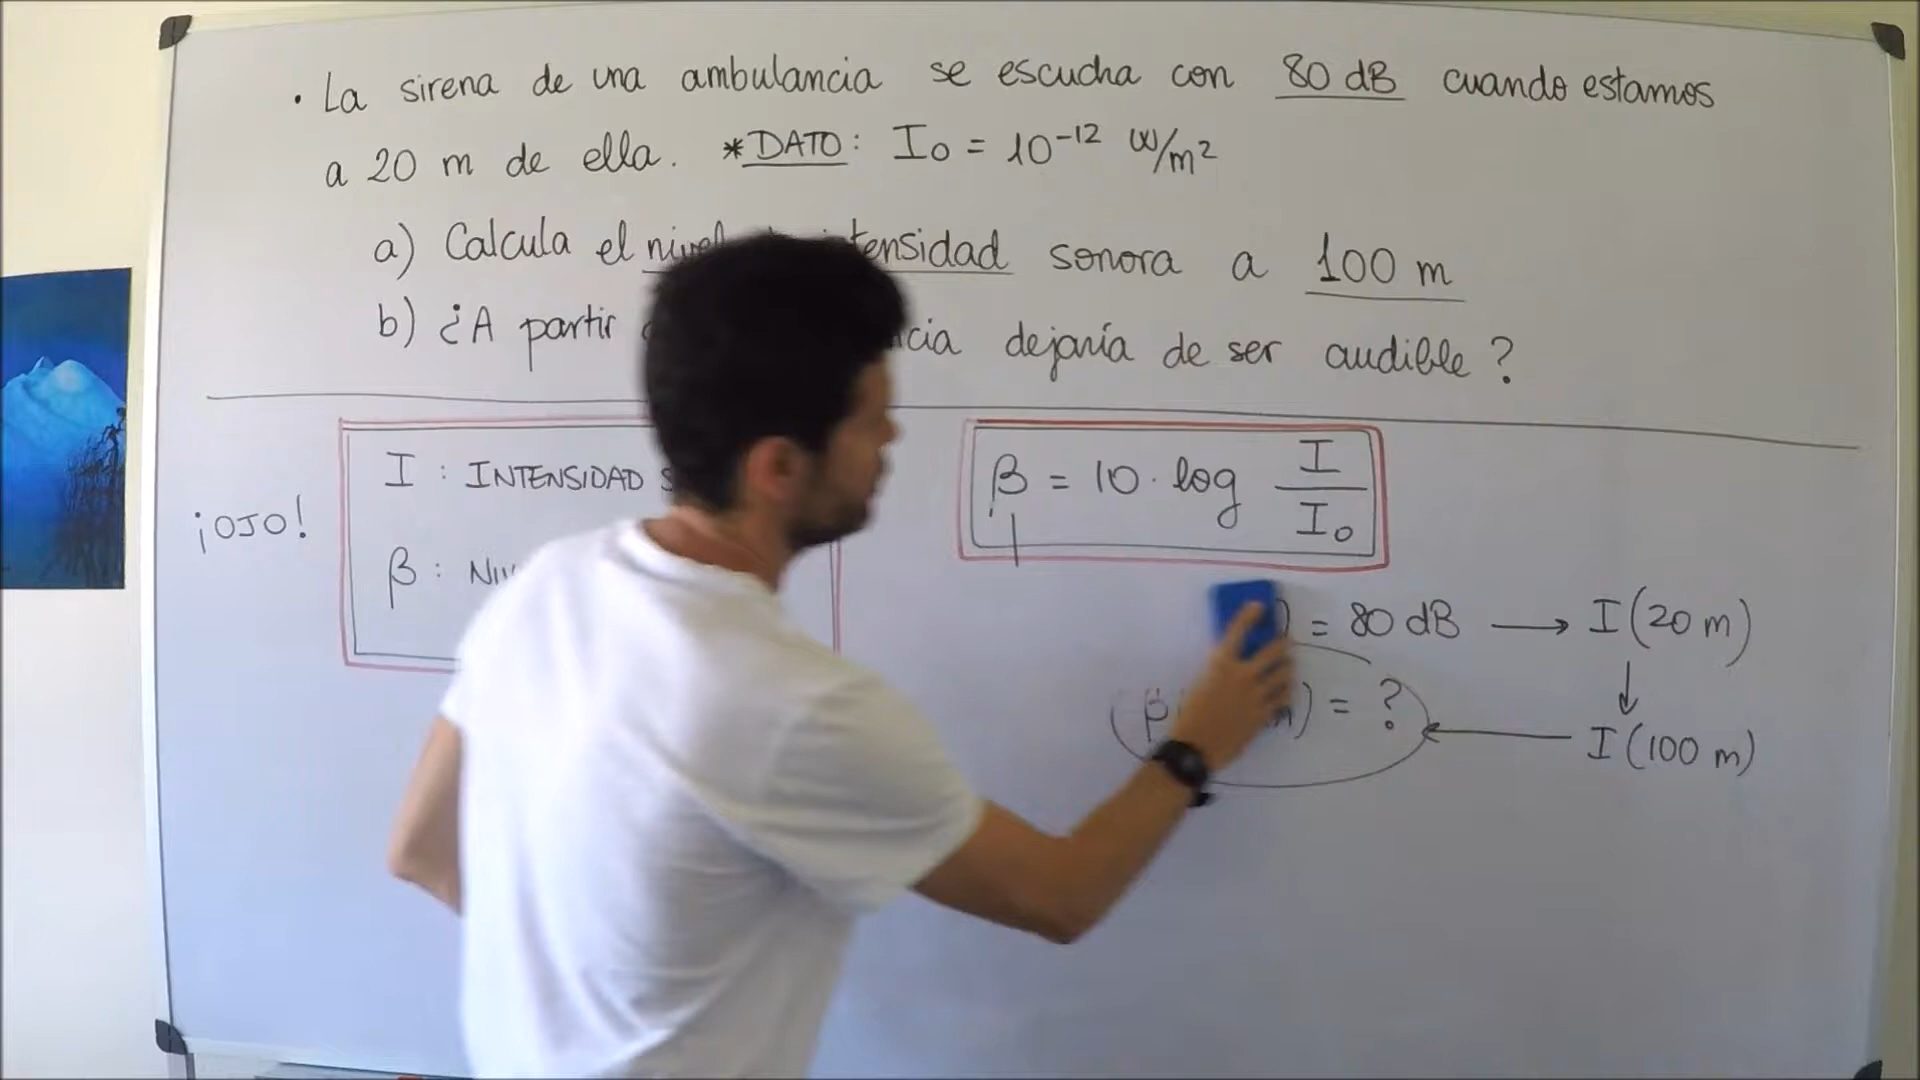 • La sirena de una ambulancia se escucha con 80 dB cuando estamos
a 20 m de ella. *DATO: I₀ = 10⁻¹² W/m²
a) Calcula el intensidad sonora a 100 m
b) ¿A partir dejaría de ser audible?
¡OJO!
I : INTENSIDAD
β :
β = 10 · log I/I₀
) = 80 dB → I(20 m)
↓
β ) = ? ← I(100 m)